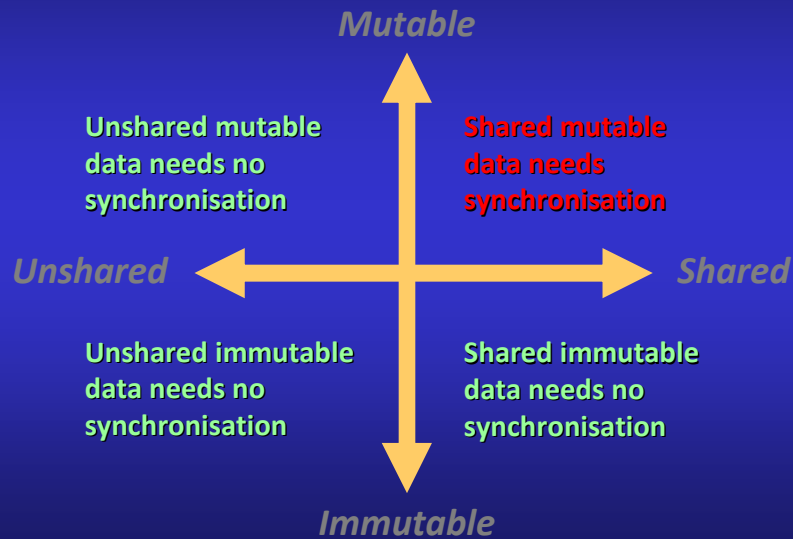 Mutable
Unshared mutable
data needs no
synchronisation
Shared mutable
data needs
synchronisation
Unshared
Shared
Unshared immutable
data needs no
synchronisation
Shared immutable
data needs no
synchronisation
Immutable